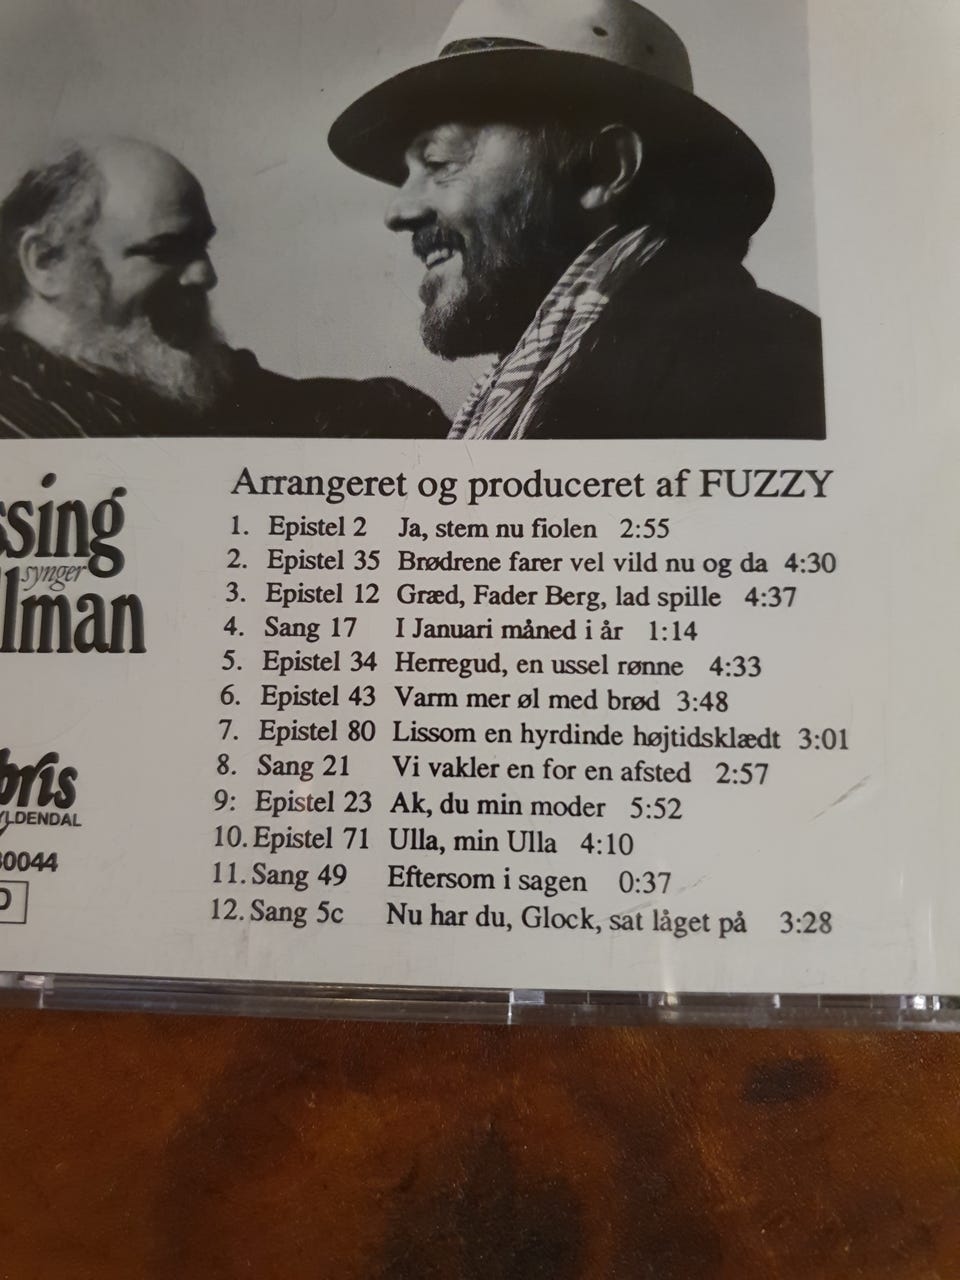 Arrangeret og produceret af FUZZY
1. Epistel 2 Ja, stem nu fiolen 2:55
2. Epistel 35 Brødrene farer vel vild nu og da 4:30
3. Epistel 12 Græd, Fader Berg, lad spille 4:37
4. Sang 17 I Januari måned i år 1:14
5. Epistel 34 Herregud, en ussel rønne 4:33
6. Epistel 43 Varm mer øl med brød 3:48
7. Epistel 80 Lissom en hyrdinde højtidsklædt 3:01
8. Sang 21 Vi vakler en for en afsted 2:57
9: Epistel 23 Ak, du min moder 5:52
10. Epistel 71 Ulla, min Ulla 4:10
11. Sang 49 Eftersom i sagen 0:37
12. Sang 5c Nu har du, Glock, sat låget på 3:28
ssing
synger
lman
bris
YLDENDAL
0044